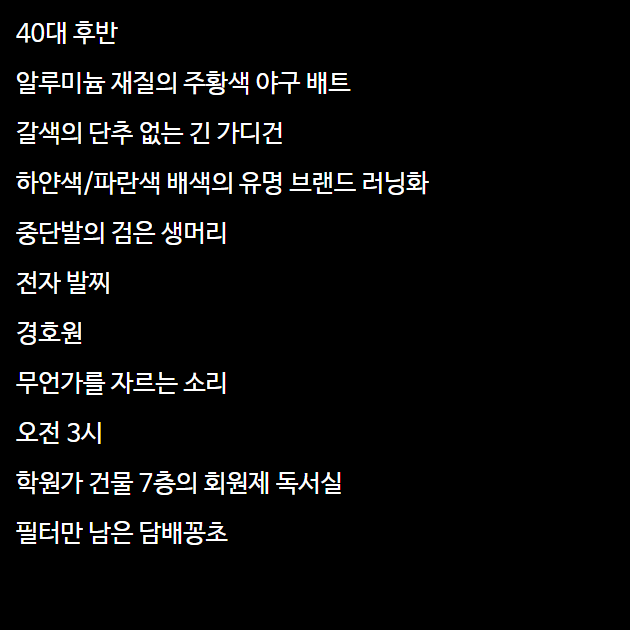 40대 후반
알루미늄 재질의 주황색 야구 배트
갈색의 단추 없는 긴 가디건
하얀색/파란색 배색의 유명 브랜드 러닝화
중단발의 검은 생머리
전자 발찌
경호원
무언가를 자르는 소리
오전 3시
학원가 건물 7층의 회원제 독서실
필터만 남은 담배꽁초